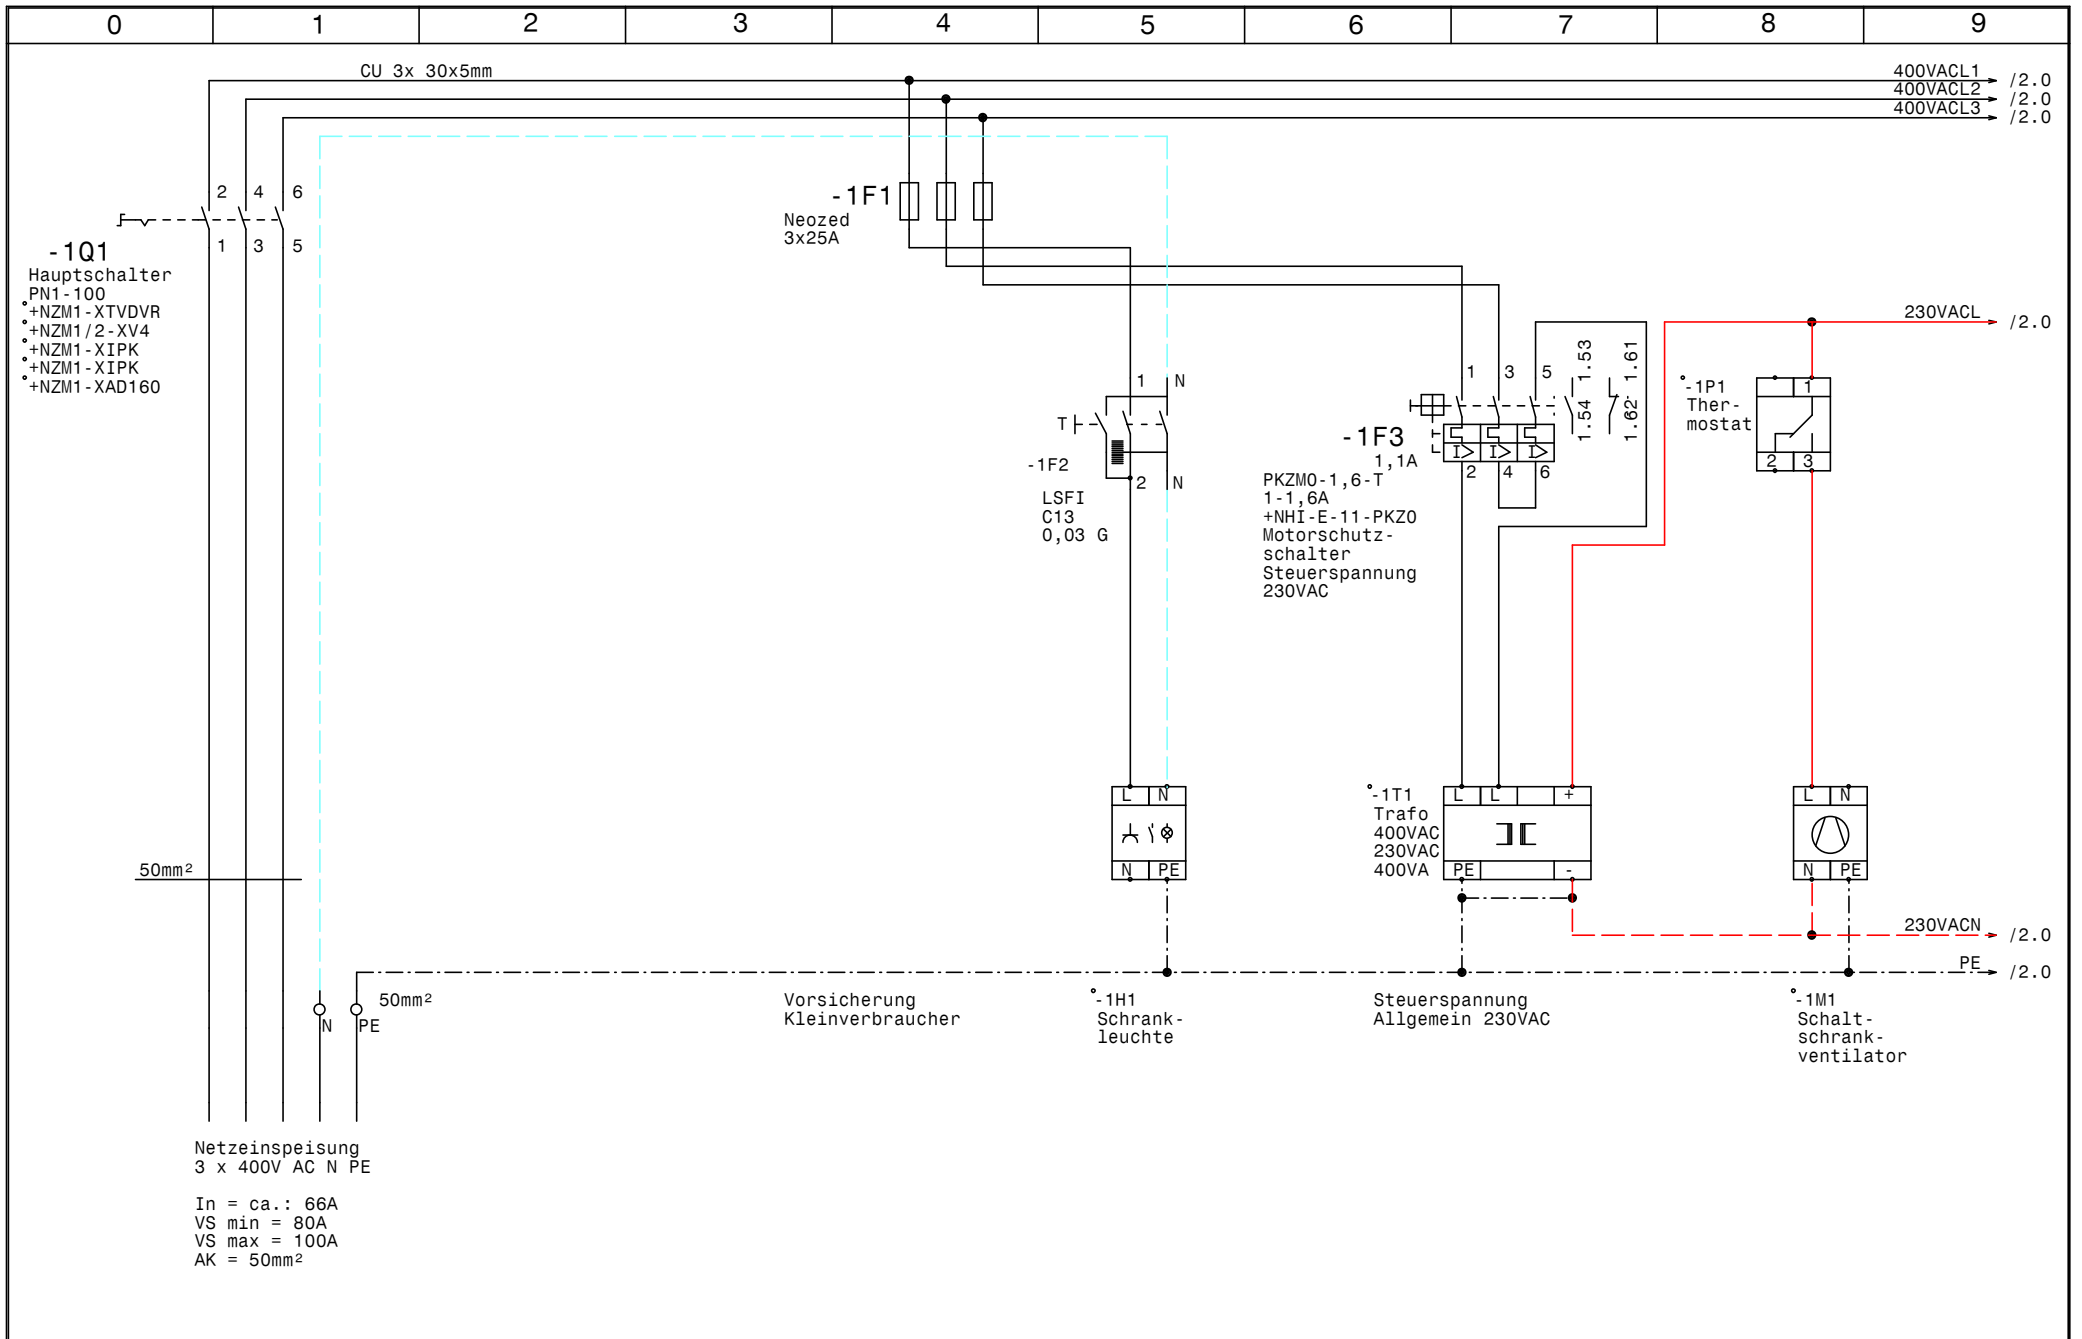 0 1 2 3 4 5 6 7 8 9
CU 3x 30x5mm
400VACL1 /2.0
400VACL2 /2.0
400VACL3 /2.0
2 4 6
1 3 5
-1Q1
Hauptschalter
PN1-100
°+NZM1-XTVDVR
°+NZM1/2-XV4
°+NZM1-XIPK
°+NZM1-XIPK
°+NZM1-XAD160
-1F1
Neozed
3x25A
230VACL /2.0
1 N
T
-1F2
2 N
LSFI
C13
0,03 G
1 3 5
1.53
1.54
1.61
1.62
-1F3
1,1A
I> I> I>
2 4 6
PKZM0-1,6-T
1-1,6A
+NHI-E-11-PKZ0
Motorschutz-
schalter
Steuerspannung
230VAC
°-1P1
Ther-
mostat
1
2 3
L N
N PE
°-1T1
Trafo
400VAC
230VAC
400VA
L L +
PE -
L N
N PE
50mm²
230VACN /2.0
PE /2.0
50mm²
N PE
Vorsicherung
Kleinverbraucher
°-1H1
Schrank-
leuchte
Steuerspannung
Allgemein 230VAC
°-1M1
Schalt-
schrank-
ventilator
Netzeinspeisung
3 x 400V AC N PE
In = ca.: 66A
VS min = 80A
VS max = 100A
AK = 50mm²